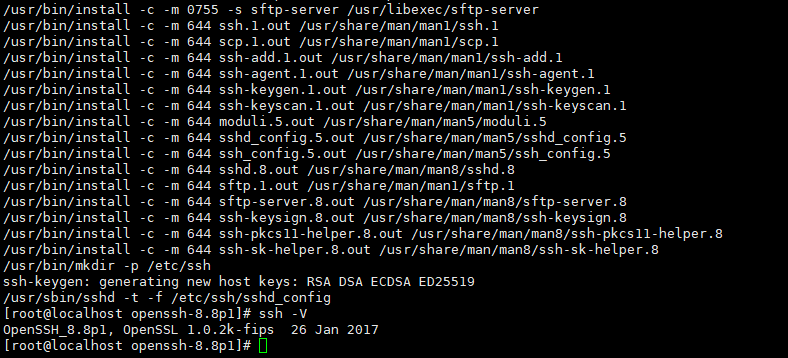 /usr/bin/install -c -m 0755 -s sftp-server /usr/libexec/sftp-server
/usr/bin/install -c -m 644 ssh.1.out /usr/share/man/man1/ssh.1
/usr/bin/install -c -m 644 scp.1.out /usr/share/man/man1/scp.1
/usr/bin/install -c -m 644 ssh-add.1.out /usr/share/man/man1/ssh-add.1
/usr/bin/install -c -m 644 ssh-agent.1.out /usr/share/man/man1/ssh-agent.1
/usr/bin/install -c -m 644 ssh-keygen.1.out /usr/share/man/man1/ssh-keygen.1
/usr/bin/install -c -m 644 ssh-keyscan.1.out /usr/share/man/man1/ssh-keyscan.1
/usr/bin/install -c -m 644 moduli.5.out /usr/share/man/man5/moduli.5
/usr/bin/install -c -m 644 sshd_config.5.out /usr/share/man/man5/sshd_config.5
/usr/bin/install -c -m 644 ssh_config.5.out /usr/share/man/man5/ssh_config.5
/usr/bin/install -c -m 644 sshd.8.out /usr/share/man/man8/sshd.8
/usr/bin/install -c -m 644 sftp.1.out /usr/share/man/man1/sftp.1
/usr/bin/install -c -m 644 sftp-server.8.out /usr/share/man/man8/sftp-server.8
/usr/bin/install -c -m 644 ssh-keysign.8.out /usr/share/man/man8/ssh-keysign.8
/usr/bin/install -c -m 644 ssh-pkcs11-helper.8.out /usr/share/man/man8/ssh-pkcs11-helper.8
/usr/bin/install -c -m 644 ssh-sk-helper.8.out /usr/share/man/man8/ssh-sk-helper.8
/usr/bin/mkdir -p /etc/ssh
ssh-keygen: generating new host keys: RSA DSA ECDSA ED25519
/usr/sbin/sshd -t -f /etc/ssh/sshd_config
[root@localhost openssh-8.8p1]# ssh -V
OpenSSH_8.8p1, OpenSSL 1.0.2k-fips  26 Jan 2017
[root@localhost openssh-8.8p1]#